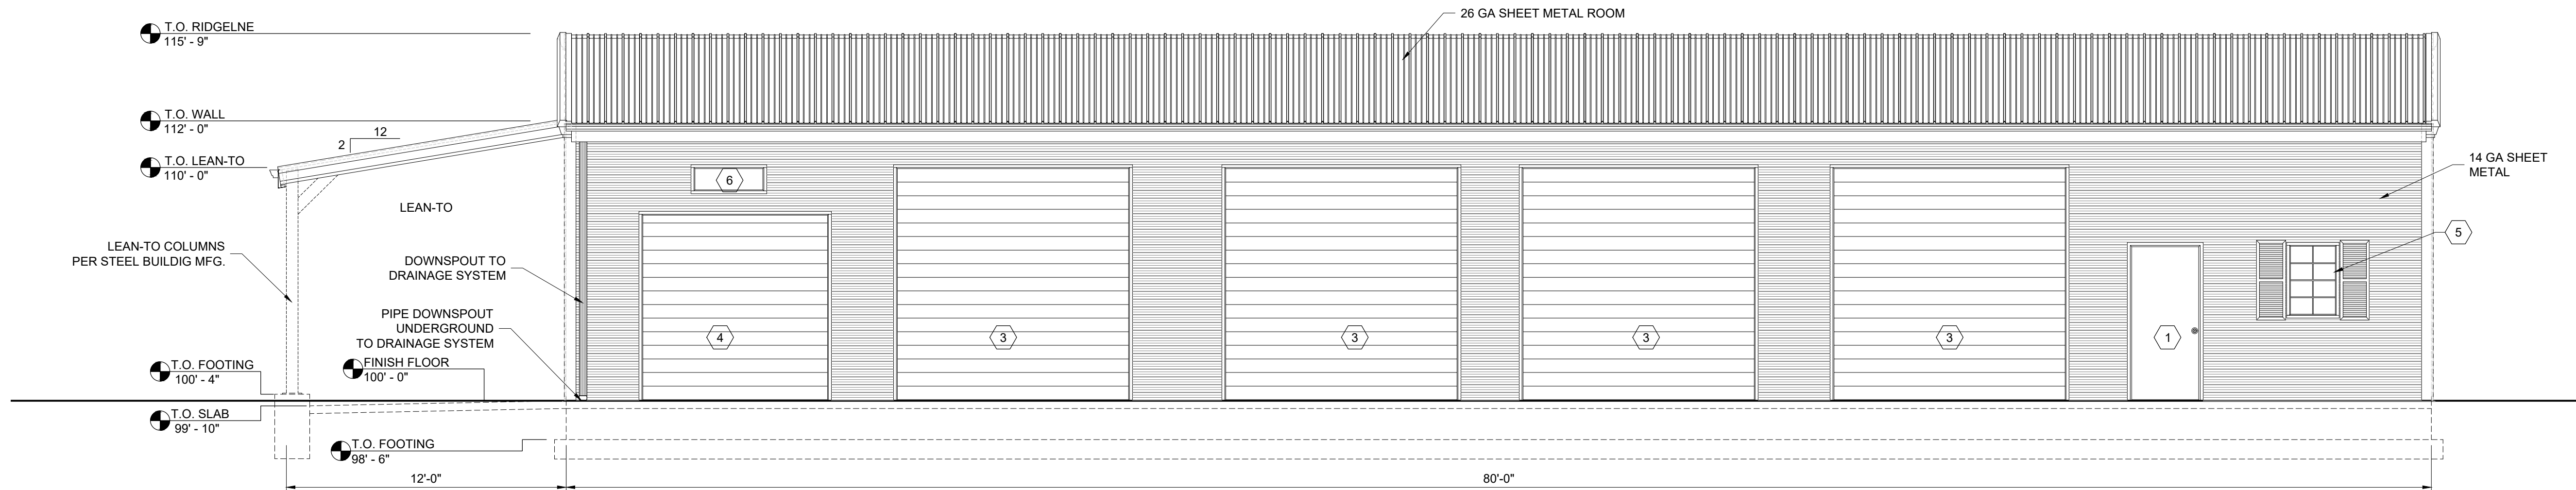 T.O. RIDGELNE
115' - 9"
26 GA SHEET METAL ROOM
T.O. WALL
112' - 0"
12
2
T.O. LEAN-TO
110' - 0"
14 GA SHEET
METAL
6
LEAN-TO
5
LEAN-TO COLUMNS
PER STEEL BUILDIG MFG.
DOWNSPOUT TO
DRAINAGE SYSTEM
PIPE DOWNSPOUT
UNDERGROUND
TO DRAINAGE SYSTEM
4
3
3
3
3
1
T.O. FOOTING
100' - 4"
FINISH FLOOR
100' - 0"
T.O. SLAB
99' - 10"
T.O. FOOTING
98' - 6"
12'-0"
80'-0"